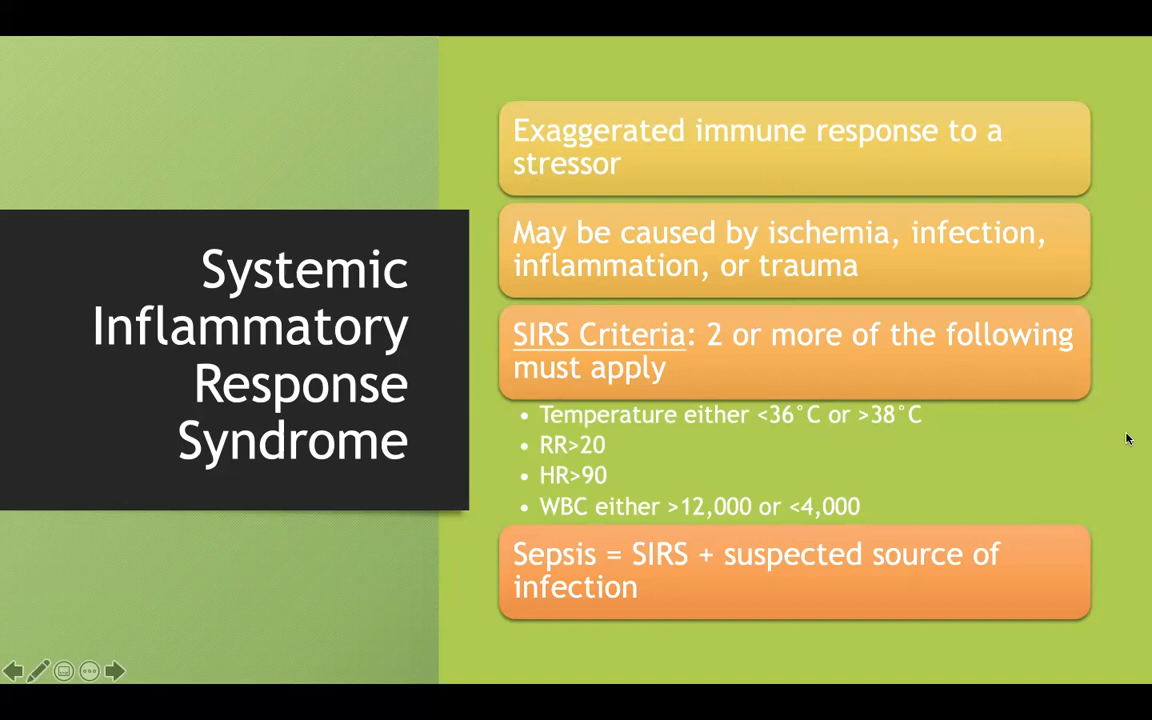 Systemic
Inflammatory
Response
Syndrome
Exaggerated immune response to a
stressor
May be caused by ischemia, infection,
inflammation, or trauma
SIRS Criteria: 2 or more of the following
must apply
• Temperature either <36°C or >38°C
• RR>20
• HR>90
• WBC either >12,000 or <4,000
Sepsis = SIRS + suspected source of
infection